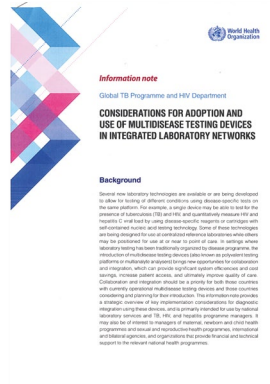 World Health
Organization
Information note
Global TB Programme and HIV Department
CONSIDERATIONS FOR ADOPTION AND
USE OF MULTIDISEASE TESTING DEVICES
IN INTEGRATED LABORATORY NETWORKS
Background
Several new laboratory technologies are available or are being developed
to allow for testing of different conditions using disease-specific tests on
the same platform. For example, a single device may be able to test for the
presence of tuberculosis (TB) and HIV, and quantitatively measure HIV and
hepatitis C viral load by using disease-specific reagents or cartridges with
self-contained nucleic acid testing technology. Some of these technologies
are being designed for use at centralized reference laboratories while others
may be positioned for use at or near to point of care. In settings where
laboratory testing has been traditionally organized by disease programme, the
introduction of multidisease testing devices (also known as polyvalent testing
platforms or multianalyte analysers) brings new opportunities for collaboration
and integration, which can provide significant system efficiencies and cost
savings, increase patient access, and ultimately improve quality of care.
Collaboration and integration should be a priority for both those countries
with currently operational multidisease testing devices and those countries
considering and planning for their introduction. This information note provides
a strategic overview of key implementation considerations for diagnostic
integration using these devices, and is primarily intended for use by national
laboratory services and TB, HIV, and hepatitis programme managers. It
may also be of interest to managers of maternal, newborn and child health
programmes and sexual and reproductive health programmes, international
and bilateral agencies, and organizations that provide financial and technical
support to the relevant national health programmes.